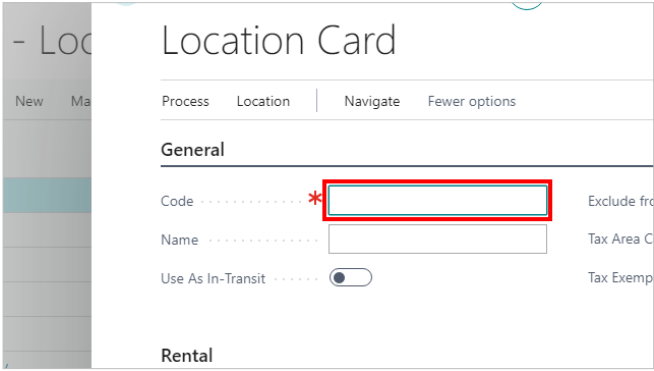 - Loc
Location Card
New Ma
Process Location Navigate Fewer options
General
Code * Exclude fro
Name Tax Area C
Use As In-Transit Tax Exemp
Rental